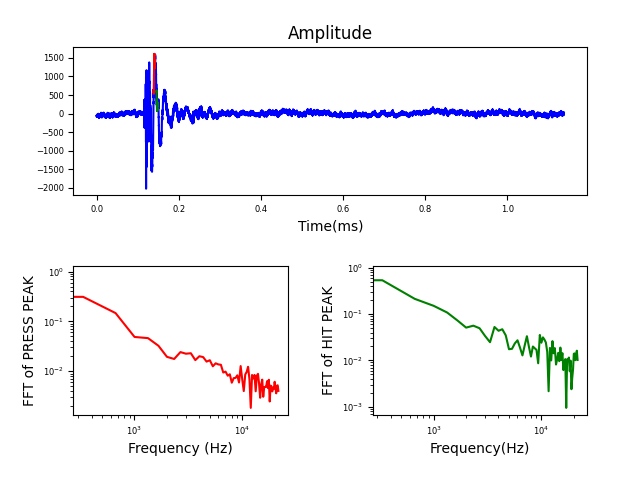 Amplitude
1500
1000
500
0
−500
−1000
−1500
−2000
0.0 0.2 0.4 0.6 0.8 1.0
Time(ms)
FFT of PRESS PEAK
10⁰
10⁻¹
10⁻²
10³ 10⁴
Frequency (Hz)
FFT of HIT PEAK
10⁰
10⁻¹
10⁻²
10⁻³
10³ 10⁴
Frequency(Hz)